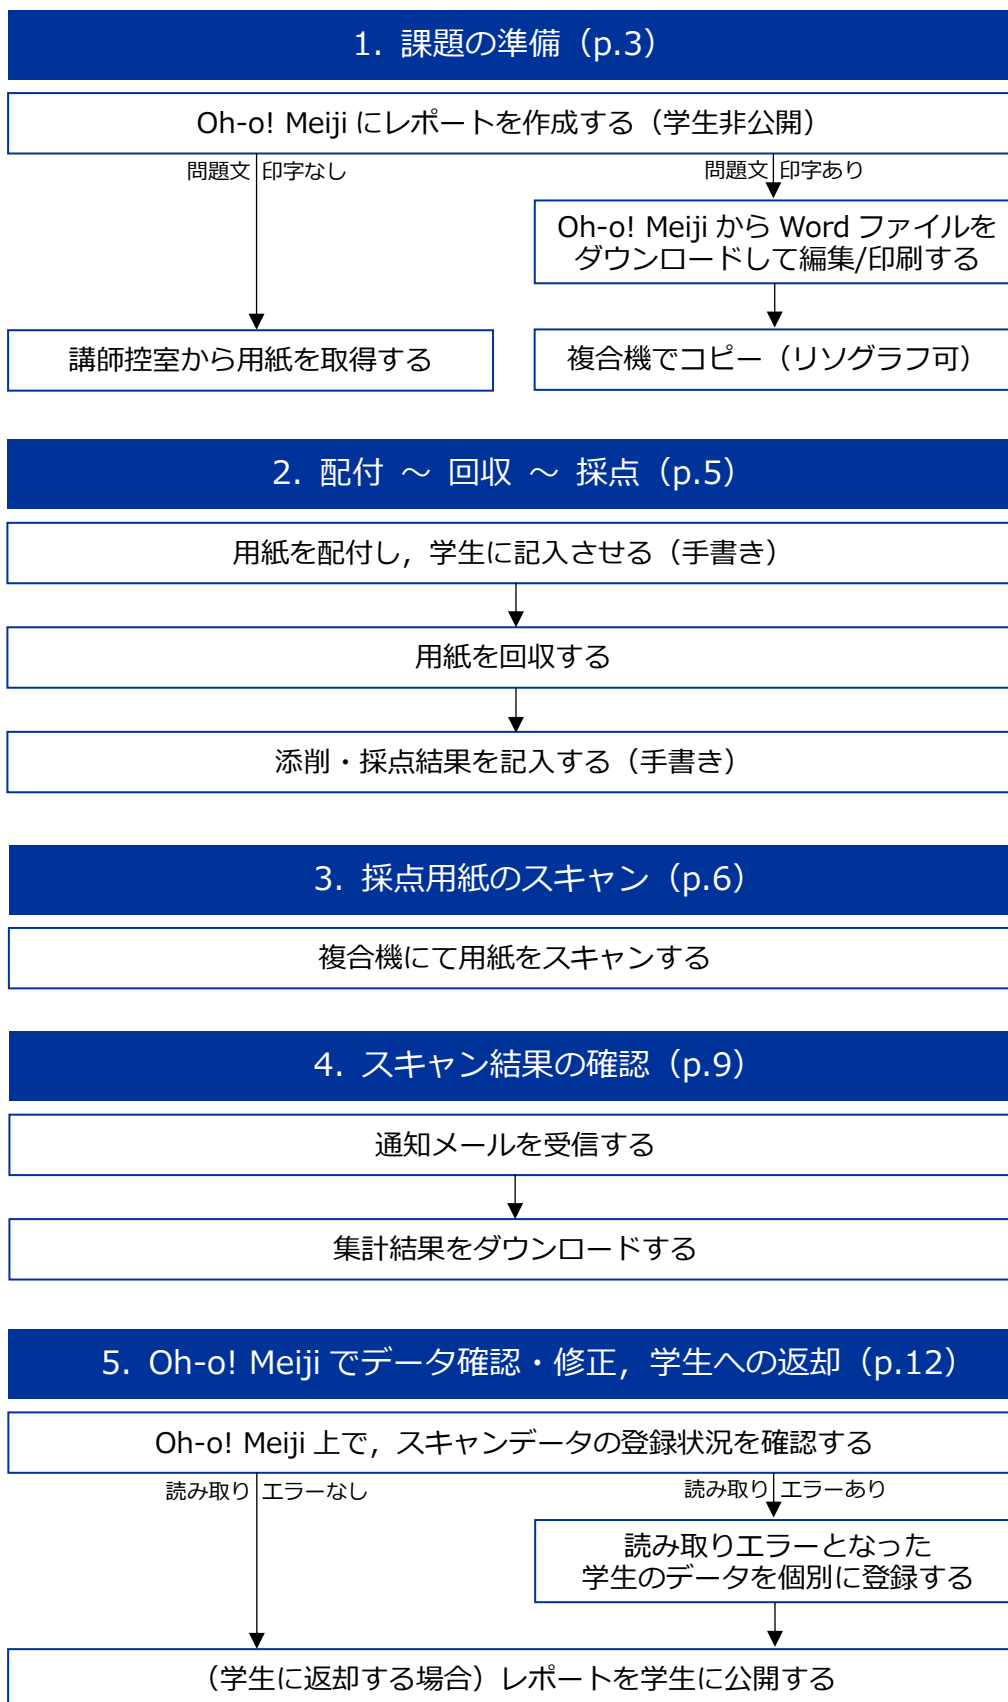 1. 課題の準備（p.3）
Oh-o! Meiji にレポートを作成する（学生非公開）
問題文 印字なし
問題文 印字あり
Oh-o! Meiji から Word ファイルを
ダウンロードして編集/印刷する
講師控室から用紙を取得する
複合機でコピー（リソグラフ可）
2. 配付 ～ 回収 ～ 採点（p.5）
用紙を配付し，学生に記入させる（手書き）
用紙を回収する
添削・採点結果を記入する（手書き）
3. 採点用紙のスキャン（p.6）
複合機にて用紙をスキャンする
4. スキャン結果の確認（p.9）
通知メールを受信する
集計結果をダウンロードする
5. Oh-o! Meiji でデータ確認・修正，学生への返却（p.12）
Oh-o! Meiji 上で，スキャンデータの登録状況を確認する
読み取り エラーなし
読み取り エラーあり
読み取りエラーとなった
学生のデータを個別に登録する
（学生に返却する場合）レポートを学生に公開する